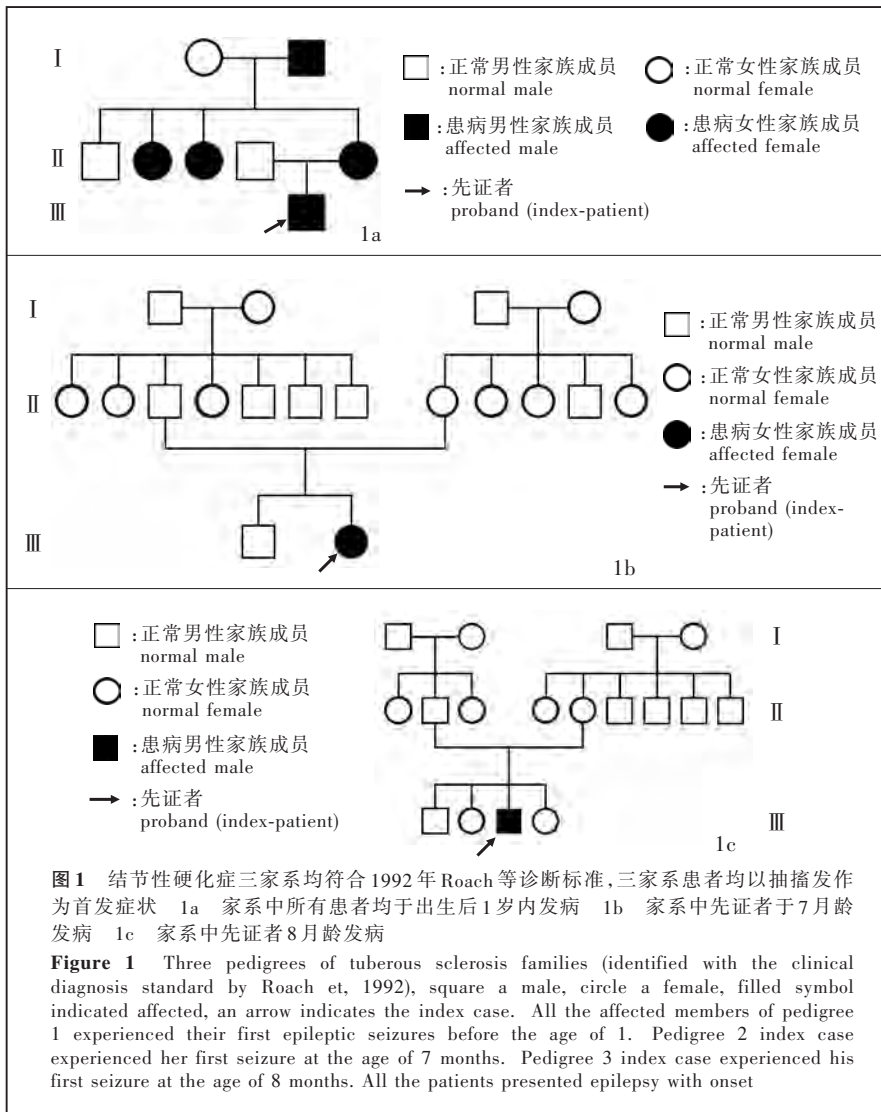 Ⅰ
Ⅱ
Ⅲ
:正常男性家族成员
normal male
:正常女性家族成员
normal female
:患病男性家族成员
affected male
:患病女性家族成员
affected female
:先证者
proband (index-patient)
1a
Ⅰ
Ⅱ
Ⅲ
:正常男性家族成员
normal male
:正常女性家族成员
normal female
:患病女性家族成员
affected female
:先证者
proband (index-
patient)
1b
:正常男性家族成员
normal male
:正常女性家族成员
normal female
:患病男性家族成员
affected male
:先证者
proband (index-patient)
Ⅰ
Ⅱ
Ⅲ
1c
图1 结节性硬化症三家系均符合1992年Roach等诊断标准,三家系患者均以抽搐发作
为首发症状 1a 家系中所有患者均于出生后1岁内发病 1b 家系中先证者于7月龄
发病 1c 家系中先证者8月龄发病
Figure 1 Three pedigrees of tuberous sclerosis families (identified with the clinical
diagnosis standard by Roach et, 1992), square a male, circle a female, filled symbol
indicated affected, an arrow indicates the index case. All the affected members of pedigree
1 experienced their first epileptic seizures before the age of 1. Pedigree 2 index case
experienced her first seizure at the age of 7 months. Pedigree 3 index case experienced his
first seizure at the age of 8 months. All the patients presented epilepsy with onset